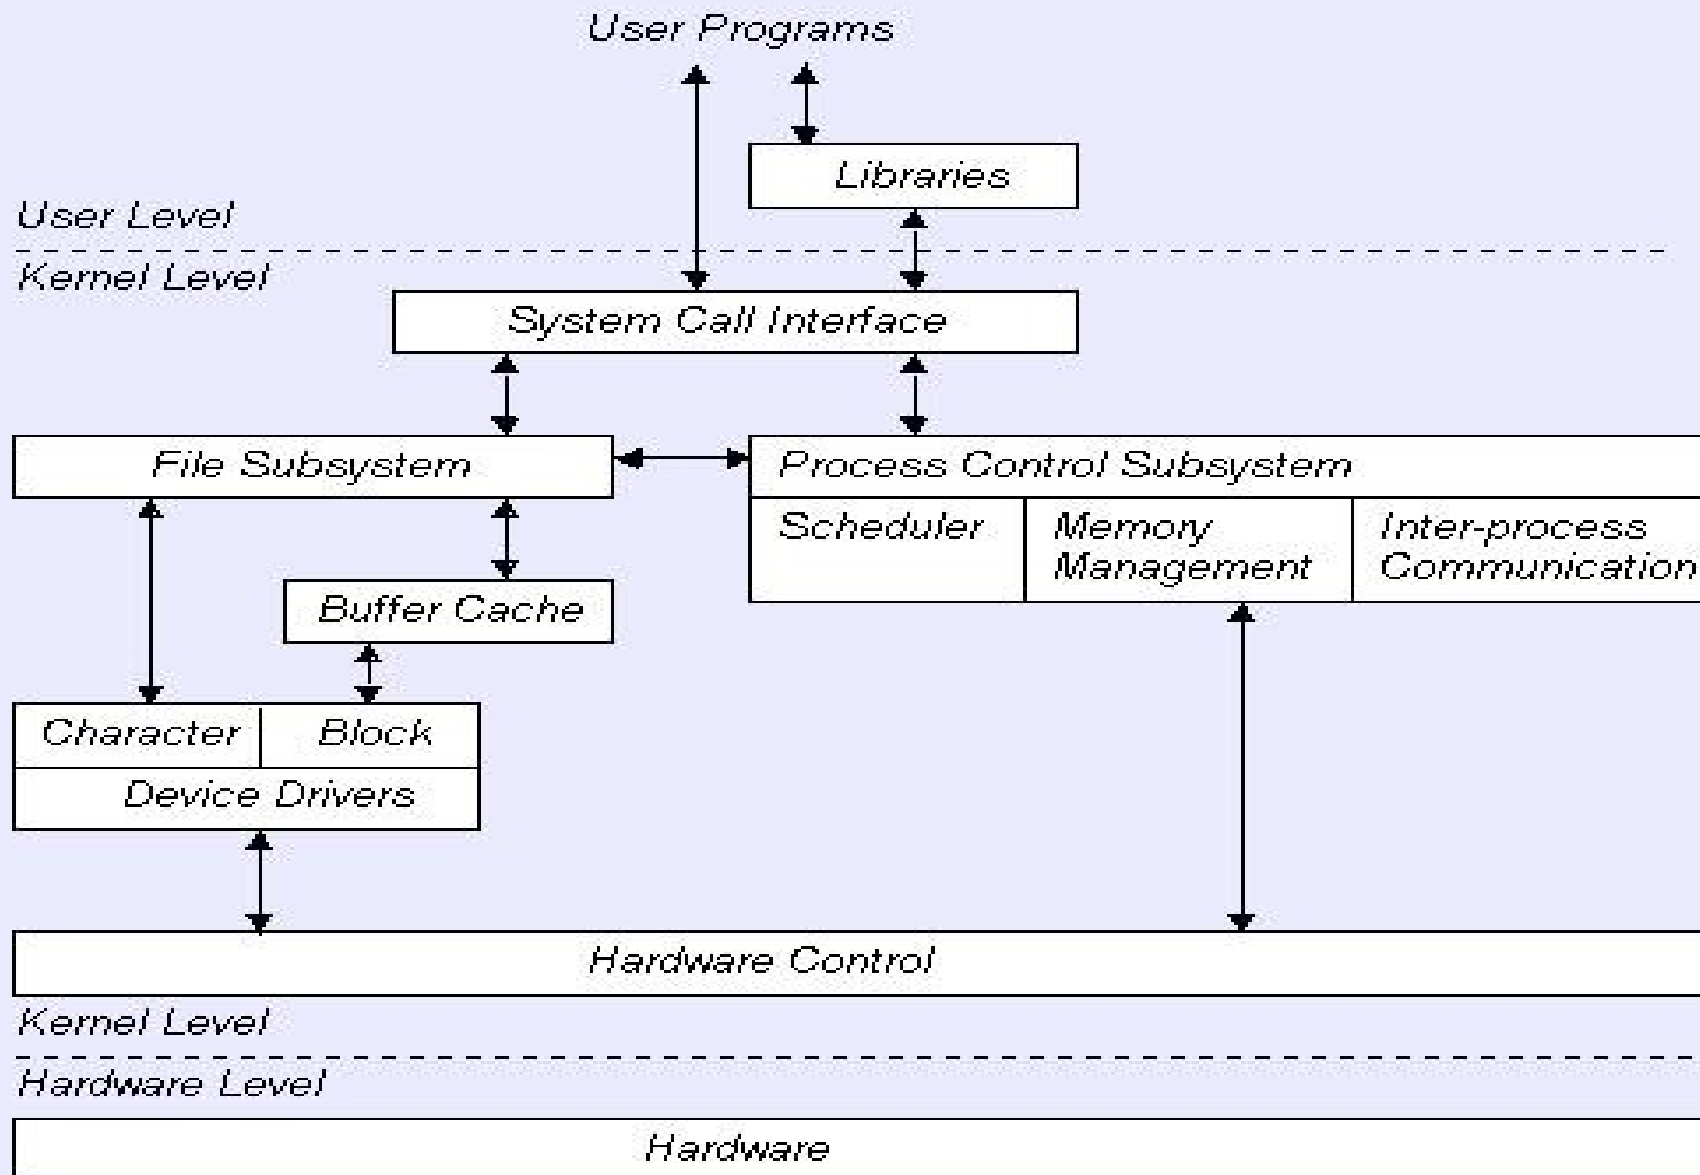 User Programs
Libraries
User Level
Kernel Level
System Call Interface
File Subsystem
Process Control Subsystem
Scheduler
Memory
Management
Inter-process
Communication
Buffer Cache
Character
Block
Device Drivers
Hardware Control
Kernel Level
Hardware Level
Hardware